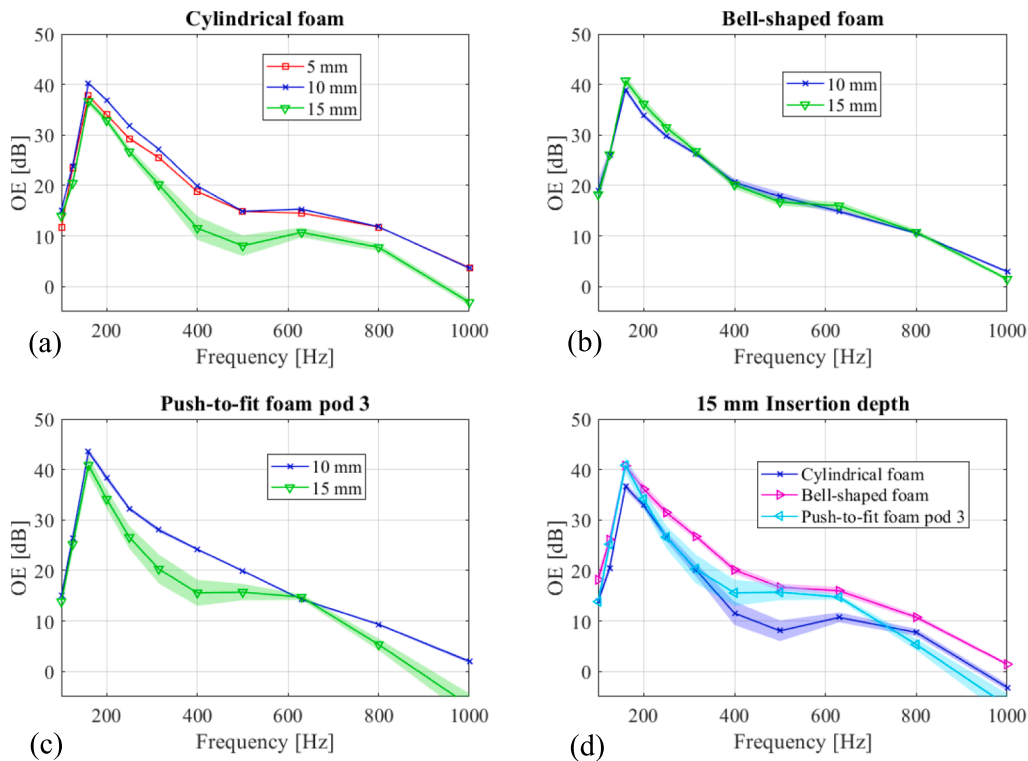 Cylindrical foam
50
40
30
20
10
0
OE [dB]
5 mm
10 mm
15 mm
200 400 600 800 1000
Frequency [Hz]
(a)
Bell-shaped foam
50
40
30
20
10
0
OE [dB]
10 mm
15 mm
200 400 600 800 1000
Frequency [Hz]
(b)
Push-to-fit foam pod 3
50
40
30
20
10
0
OE [dB]
10 mm
15 mm
200 400 600 800 1000
Frequency [Hz]
(c)
15 mm Insertion depth
50
40
30
20
10
0
OE [dB]
Cylindrical foam
Bell-shaped foam
Push-to-fit foam pod 3
200 400 600 800 1000
Frequency [Hz]
(d)